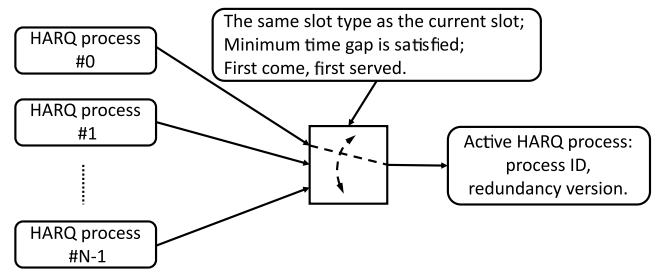 HARQ process
#0
The same slot type as the current slot;
Minimum time gap is satisfied;
First come, first served.
HARQ process
#1
Active HARQ process:
process ID,
redundancy version.
HARQ process
#N-1